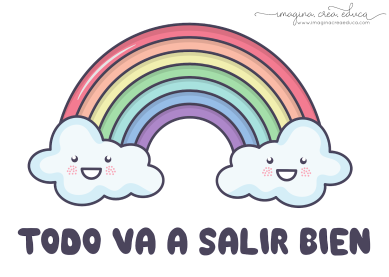 imagina, crea, educa
www.imaginacreaeduca.com
TODO VA A SALIR BIEN